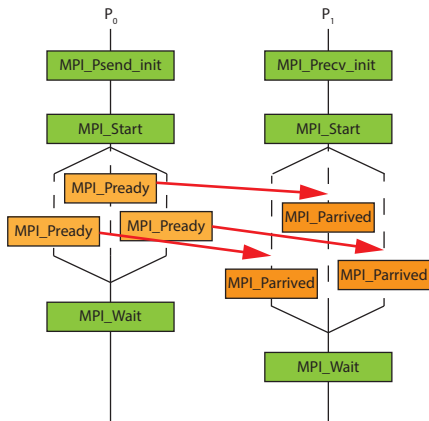 P0 P1
MPI_Psend_init MPI_Precv_init
MPI_Start MPI_Start
MPI_Pready
MPI_Parrived
MPI_Pready MPI_Pready
MPI_Parrived MPI_Parrived
MPI_Wait
MPI_Wait